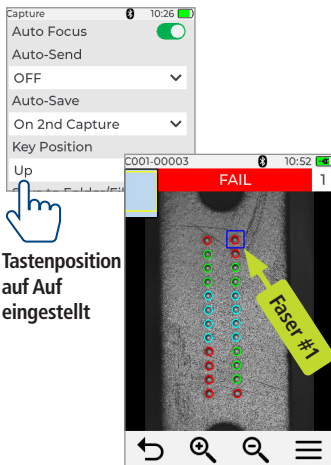 Capture 10:26
Auto Focus
Auto-Send
OFF
Auto-Save
On 2nd Capture
Key Position
Up
Tastenposition
auf Auf
eingestellt
C001-00003 10:52
FAIL 1
Faser #1